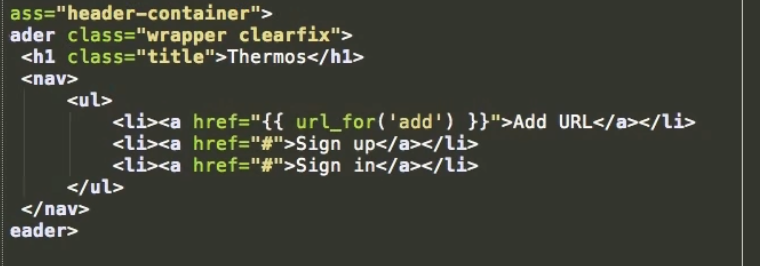 ass="header-container">
ader class="wrapper clearfix">
<h1 class="title">Thermos</h1>
<nav>
<ul>
<li><a href="{{ url_for('add') }}">Add URL</a></li>
<li><a href="#">Sign up</a></li>
<li><a href="#">Sign in</a></li>
</ul>
</nav>
eader>